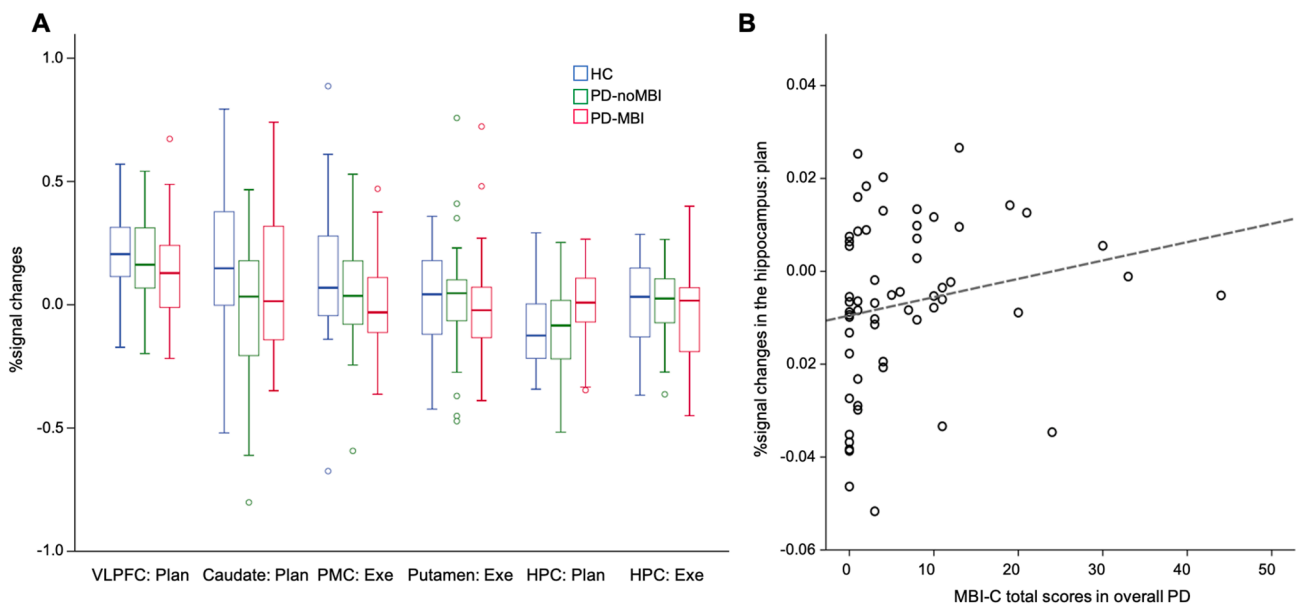 A
%signal changes
1.0
0.5
0.0
-0.5
-1.0
HC
PD-noMBI
PD-MBI
VLPFC: Plan
Caudate: Plan
PMC: Exe
Putamen: Exe
HPC: Plan
HPC: Exe
B
%signal changes in the hippocampus: plan
0.04
0.02
0.00
0.02
-0.04
-0.06
0
10
20
30
40
50
MBI-C total scores in overall PD